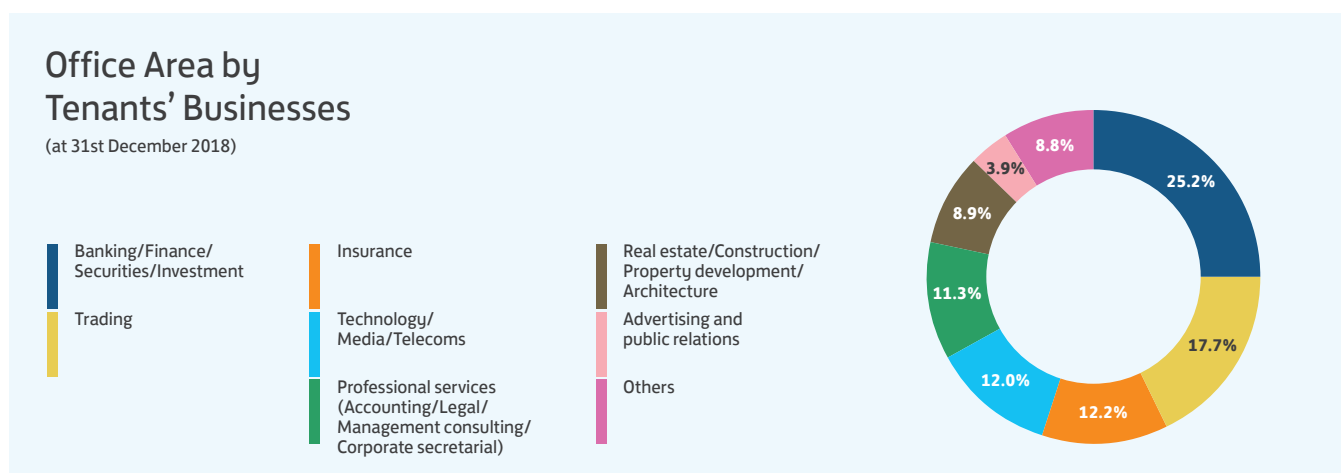 Office Area by
Tenants’ Businesses
(at 31st December 2018)
Banking/Finance/
Securities/Investment
Trading
Insurance
Technology/
Media/Telecoms
Professional services
(Accounting/Legal/
Management consulting/
Corporate secretarial)
Real estate/Construction/
Property development/
Architecture
Advertising and
public relations
Others
25.2%
17.7%
12.2%
12.0%
11.3%
8.9%
3.9%
8.8%